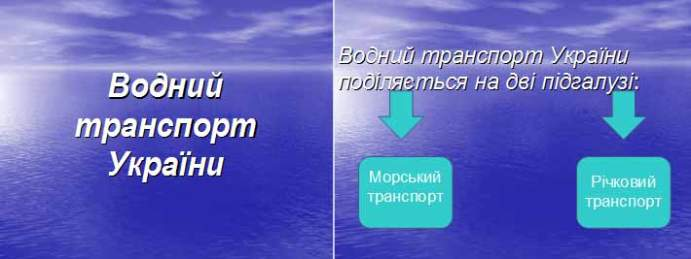 Водний
транспорт
України
Водний транспорт України
поділяється на дві підгалузі:
Морський
транспорт
Річковий
транспорт